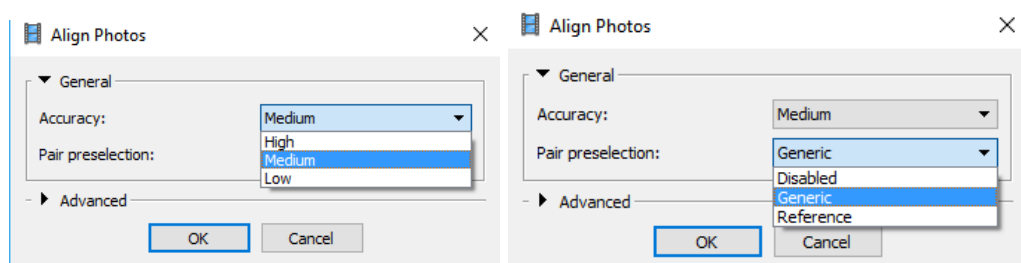 Align Photos
General
Accuracy: Medium
High
Pair preselection: Medium
Low
Advanced
OK Cancel
Align Photos
General
Accuracy: Medium
Pair preselection: Generic
Disabled
Generic
Advanced
Reference
OK Cancel